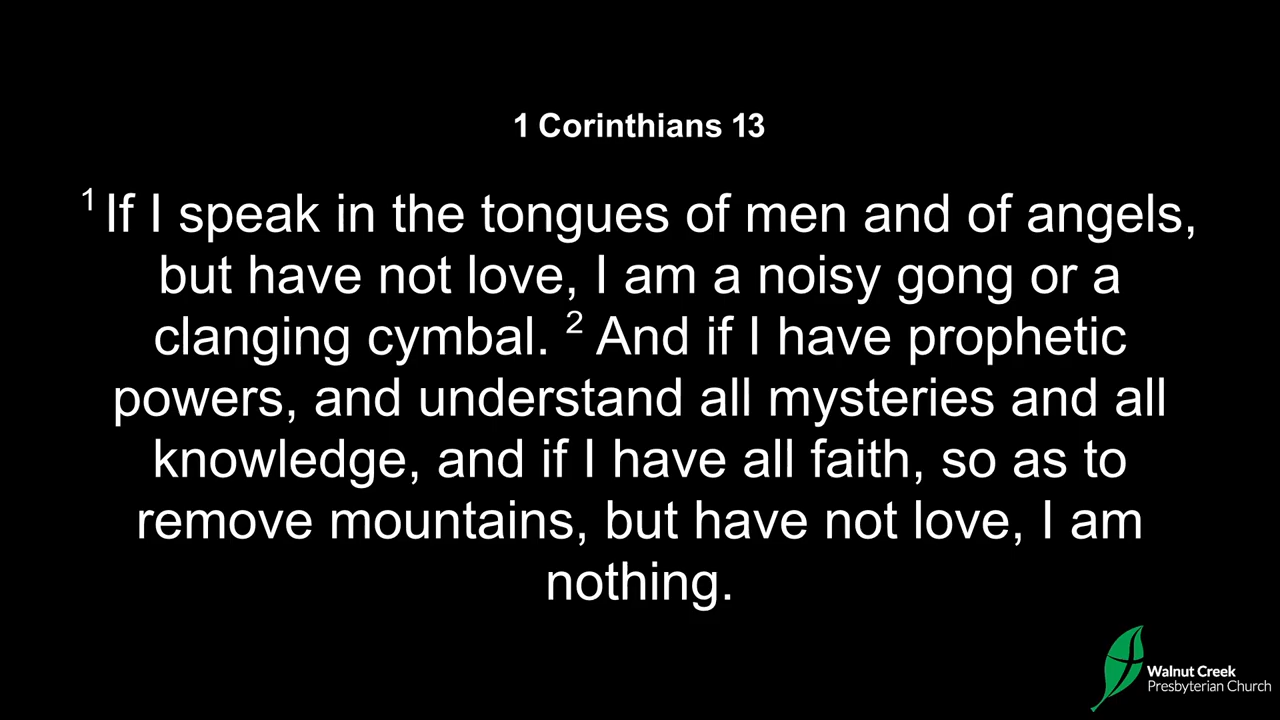 1 Corinthians 13
1 If I speak in the tongues of men and of angels,
but have not love, I am a noisy gong or a
clanging cymbal. 2 And if I have prophetic
powers, and understand all mysteries and all
knowledge, and if I have all faith, so as to
remove mountains, but have not love, I am
nothing.
Walnut Creek
Presbyterian Church